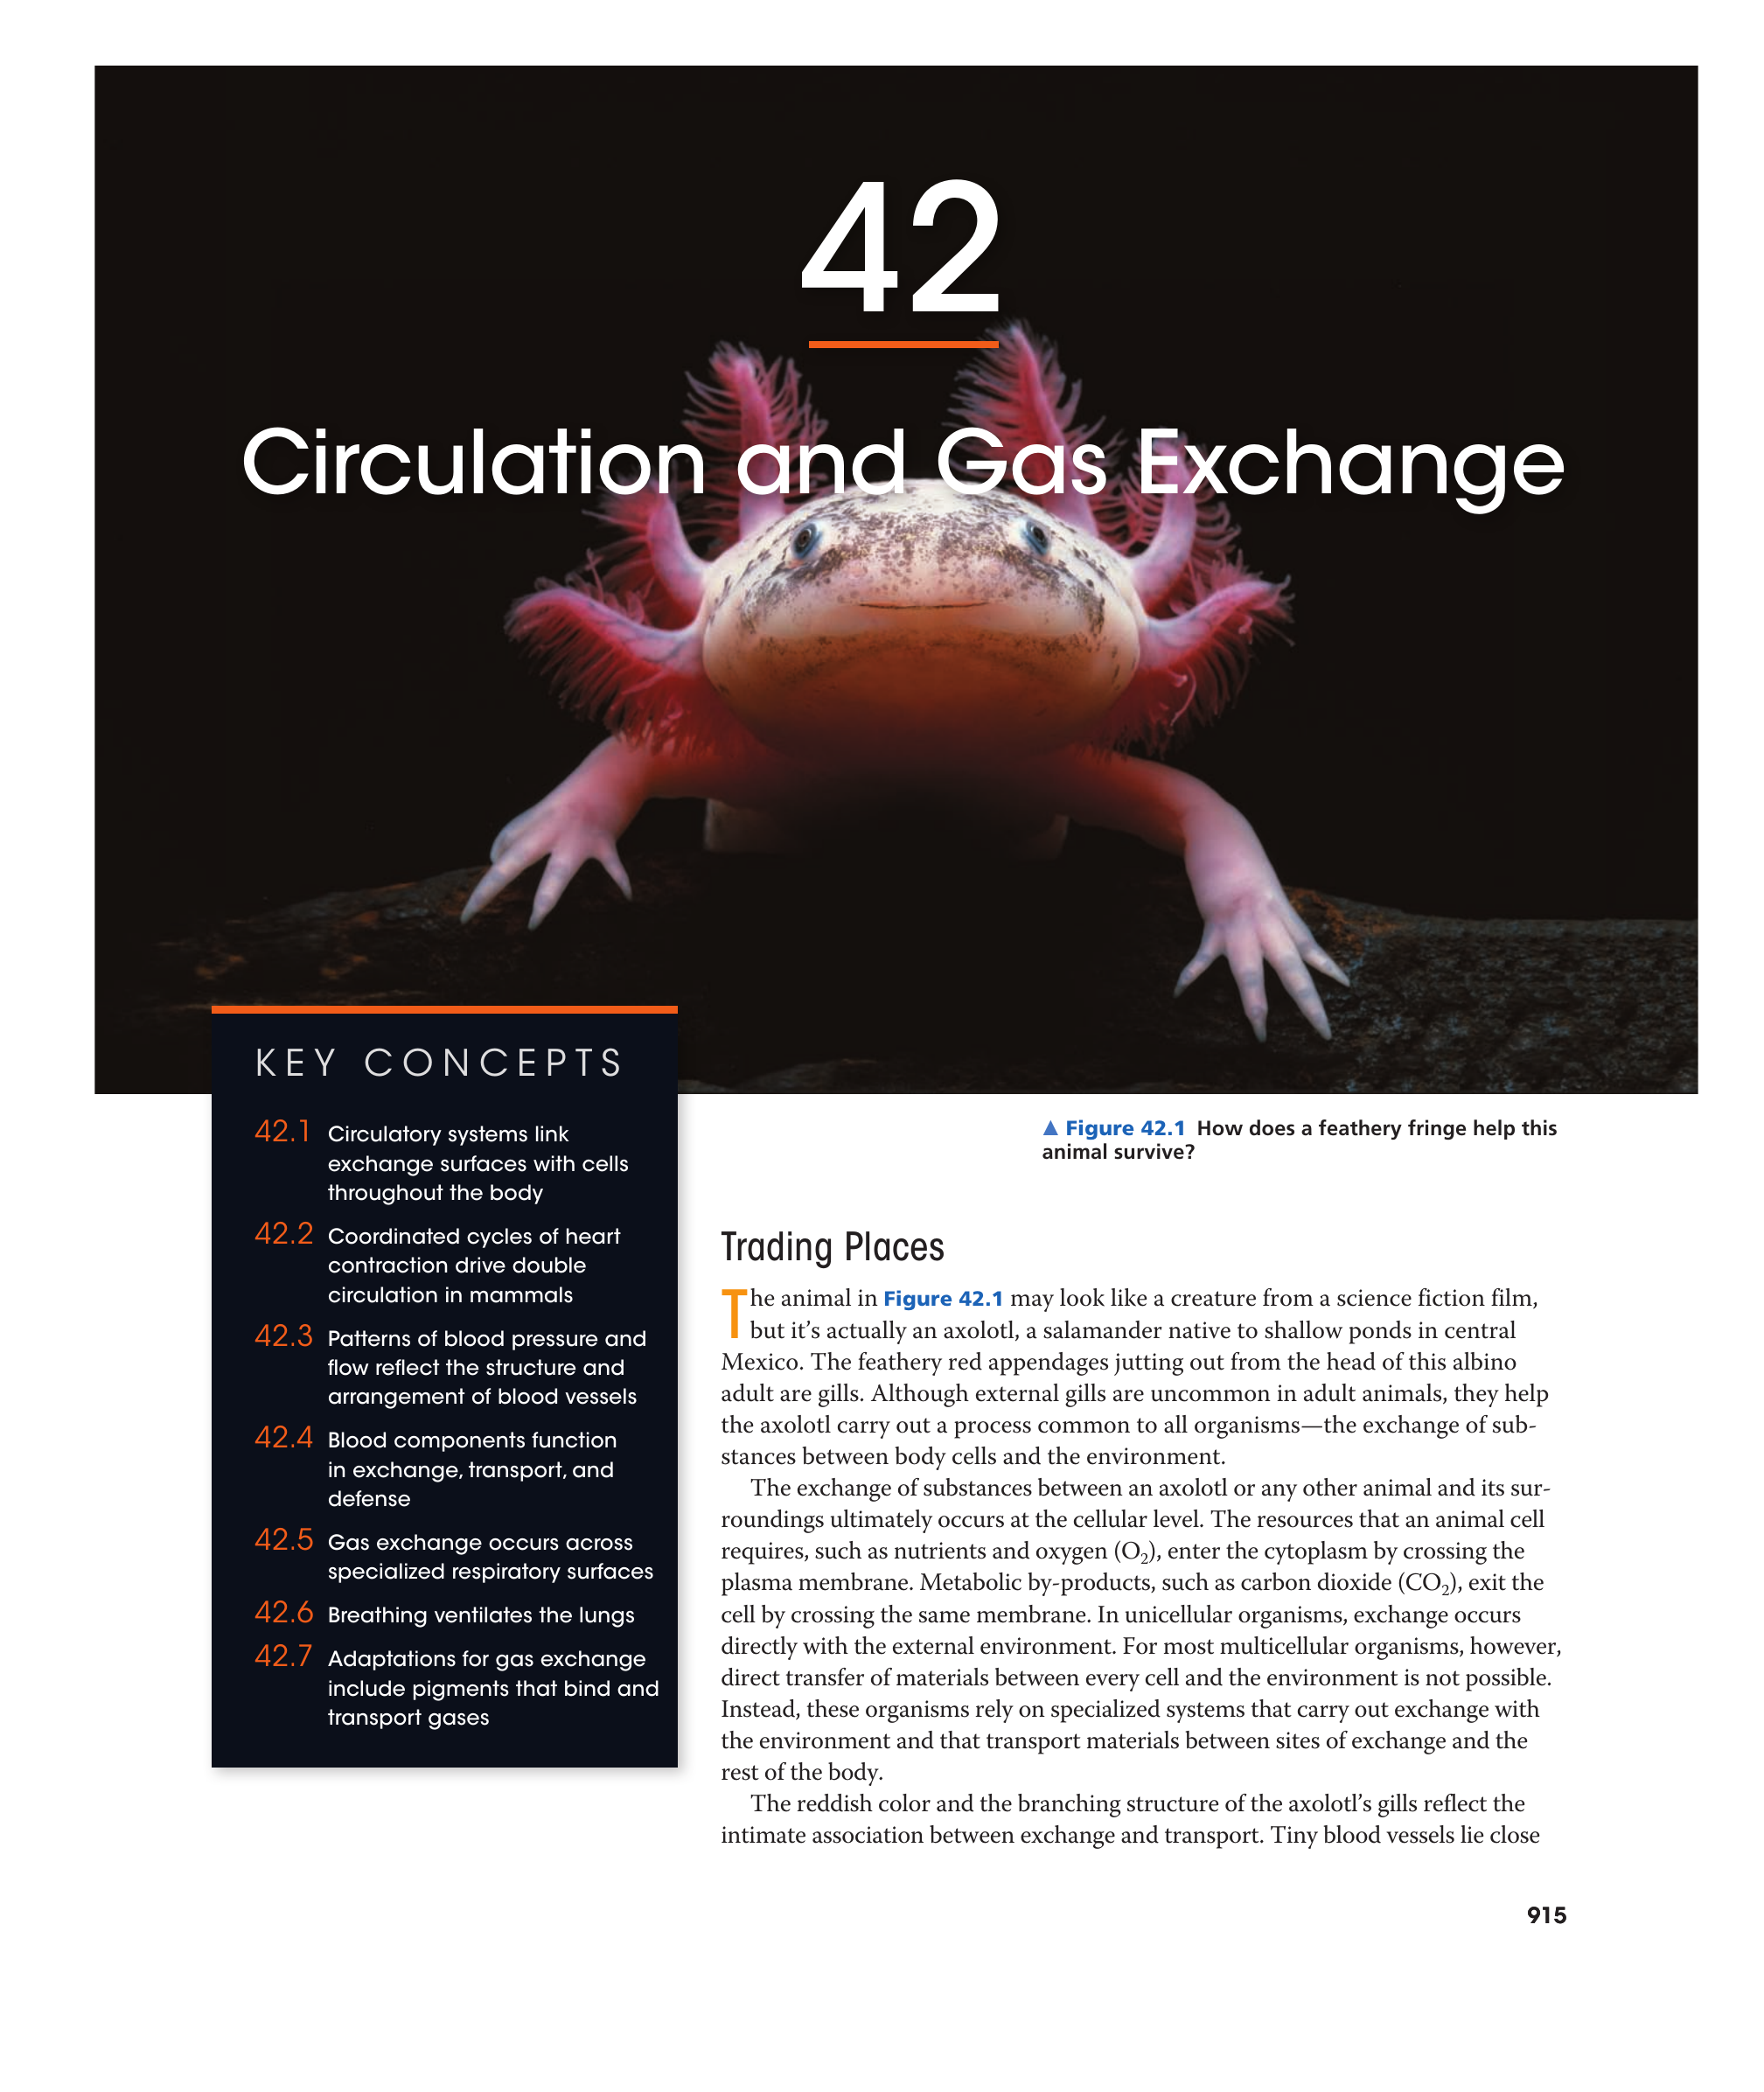 42
Circulation and Gas Exchange
KEY CONCEPTS
42.1 Circulatory systems link
exchange surfaces with cells
throughout the body
42.2 Coordinated cycles of heart
contraction drive double
circulation in mammals
42.3 Patterns of blood pressure and
flow reflect the structure and
arrangement of blood vessels
42.4 Blood components function
in exchange, transport, and
defense
42.5 Gas exchange occurs across
specialized respiratory surfaces
42.6 Breathing ventilates the lungs
42.7 Adaptations for gas exchange
include pigments that bind and
transport gases
▲ Figure 42.1 How does a feathery fringe help this
animal survive?
Trading Places
The animal in Figure 42.1 may look like a creature from a science fiction film,
but it’s actually an axolotl, a salamander native to shallow ponds in central
Mexico. The feathery red appendages jutting out from the head of this albino
adult are gills. Although external gills are uncommon in adult animals, they help
the axolotl carry out a process common to all organisms—the exchange of sub-
stances between body cells and the environment.
The exchange of substances between an axolotl or any other animal and its sur-
roundings ultimately occurs at the cellular level. The resources that an animal cell
requires, such as nutrients and oxygen (O₂), enter the cytoplasm by crossing the
plasma membrane. Metabolic by-products, such as carbon dioxide (CO₂), exit the
cell by crossing the same membrane. In unicellular organisms, exchange occurs
directly with the external environment. For most multicellular organisms, however,
direct transfer of materials between every cell and the environment is not possible.
Instead, these organisms rely on specialized systems that carry out exchange with
the environment and that transport materials between sites of exchange and the
rest of the body.
The reddish color and the branching structure of the axolotl’s gills reflect the
intimate association between exchange and transport. Tiny blood vessels lie close
915